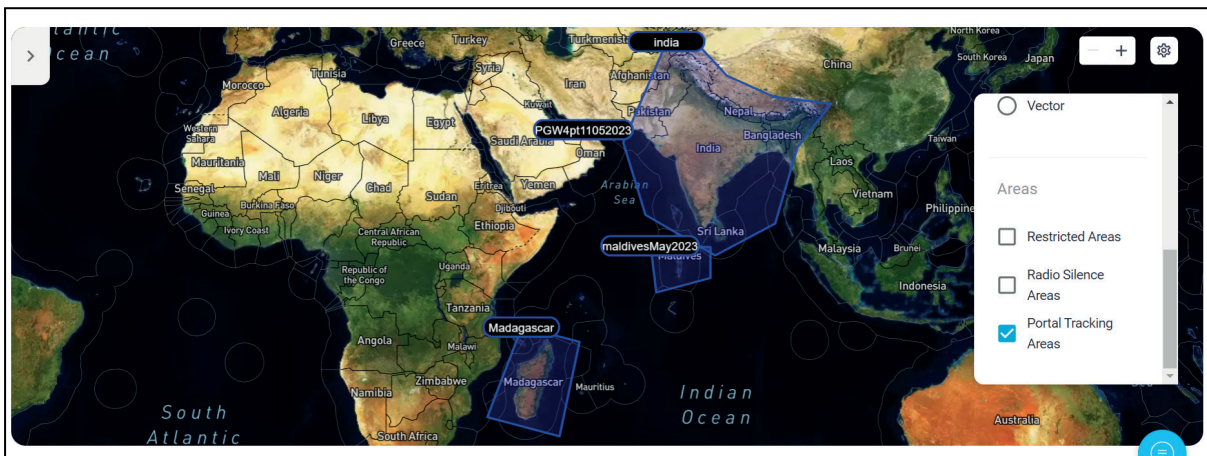 lantic
Ocean
Greece
Turkey
Turkmenista
india
North Korea
South Korea
Japan
China
Morocco
Tunisia
Syria
Iran
Afghanistan
Kuwait
Algeria
Libya
Egypt
Pakistan
Nepal
Western
Sahara
PGW4pt11052023
Saudi Arabia
Oman
Bangladesh
India
Taiwan
Mauritania
Mali
Niger
Chad
Sudan
Eritrea
Yemen
Arabian
Sea
Laos
Vietnam
Senegal
Guinea
Burkina Faso
Ivory Coast
Djibouti
Ethiopia
Central African
Republic
Philippine
Sri Lanka
maldivesMay2023
Maldives
Malaysia
Brunei
Indonesia
Republic of
the Congo
Uganda
Tanzania
Madagascar
Angola
Malawi
Zimbabwe
Madagascar
Mauritius
Namibia
South Africa
South
Atlantic
Indian
Ocean
Australia
Vector
Areas
Restricted Areas
Radio Silence
Areas
Portal Tracking
Areas